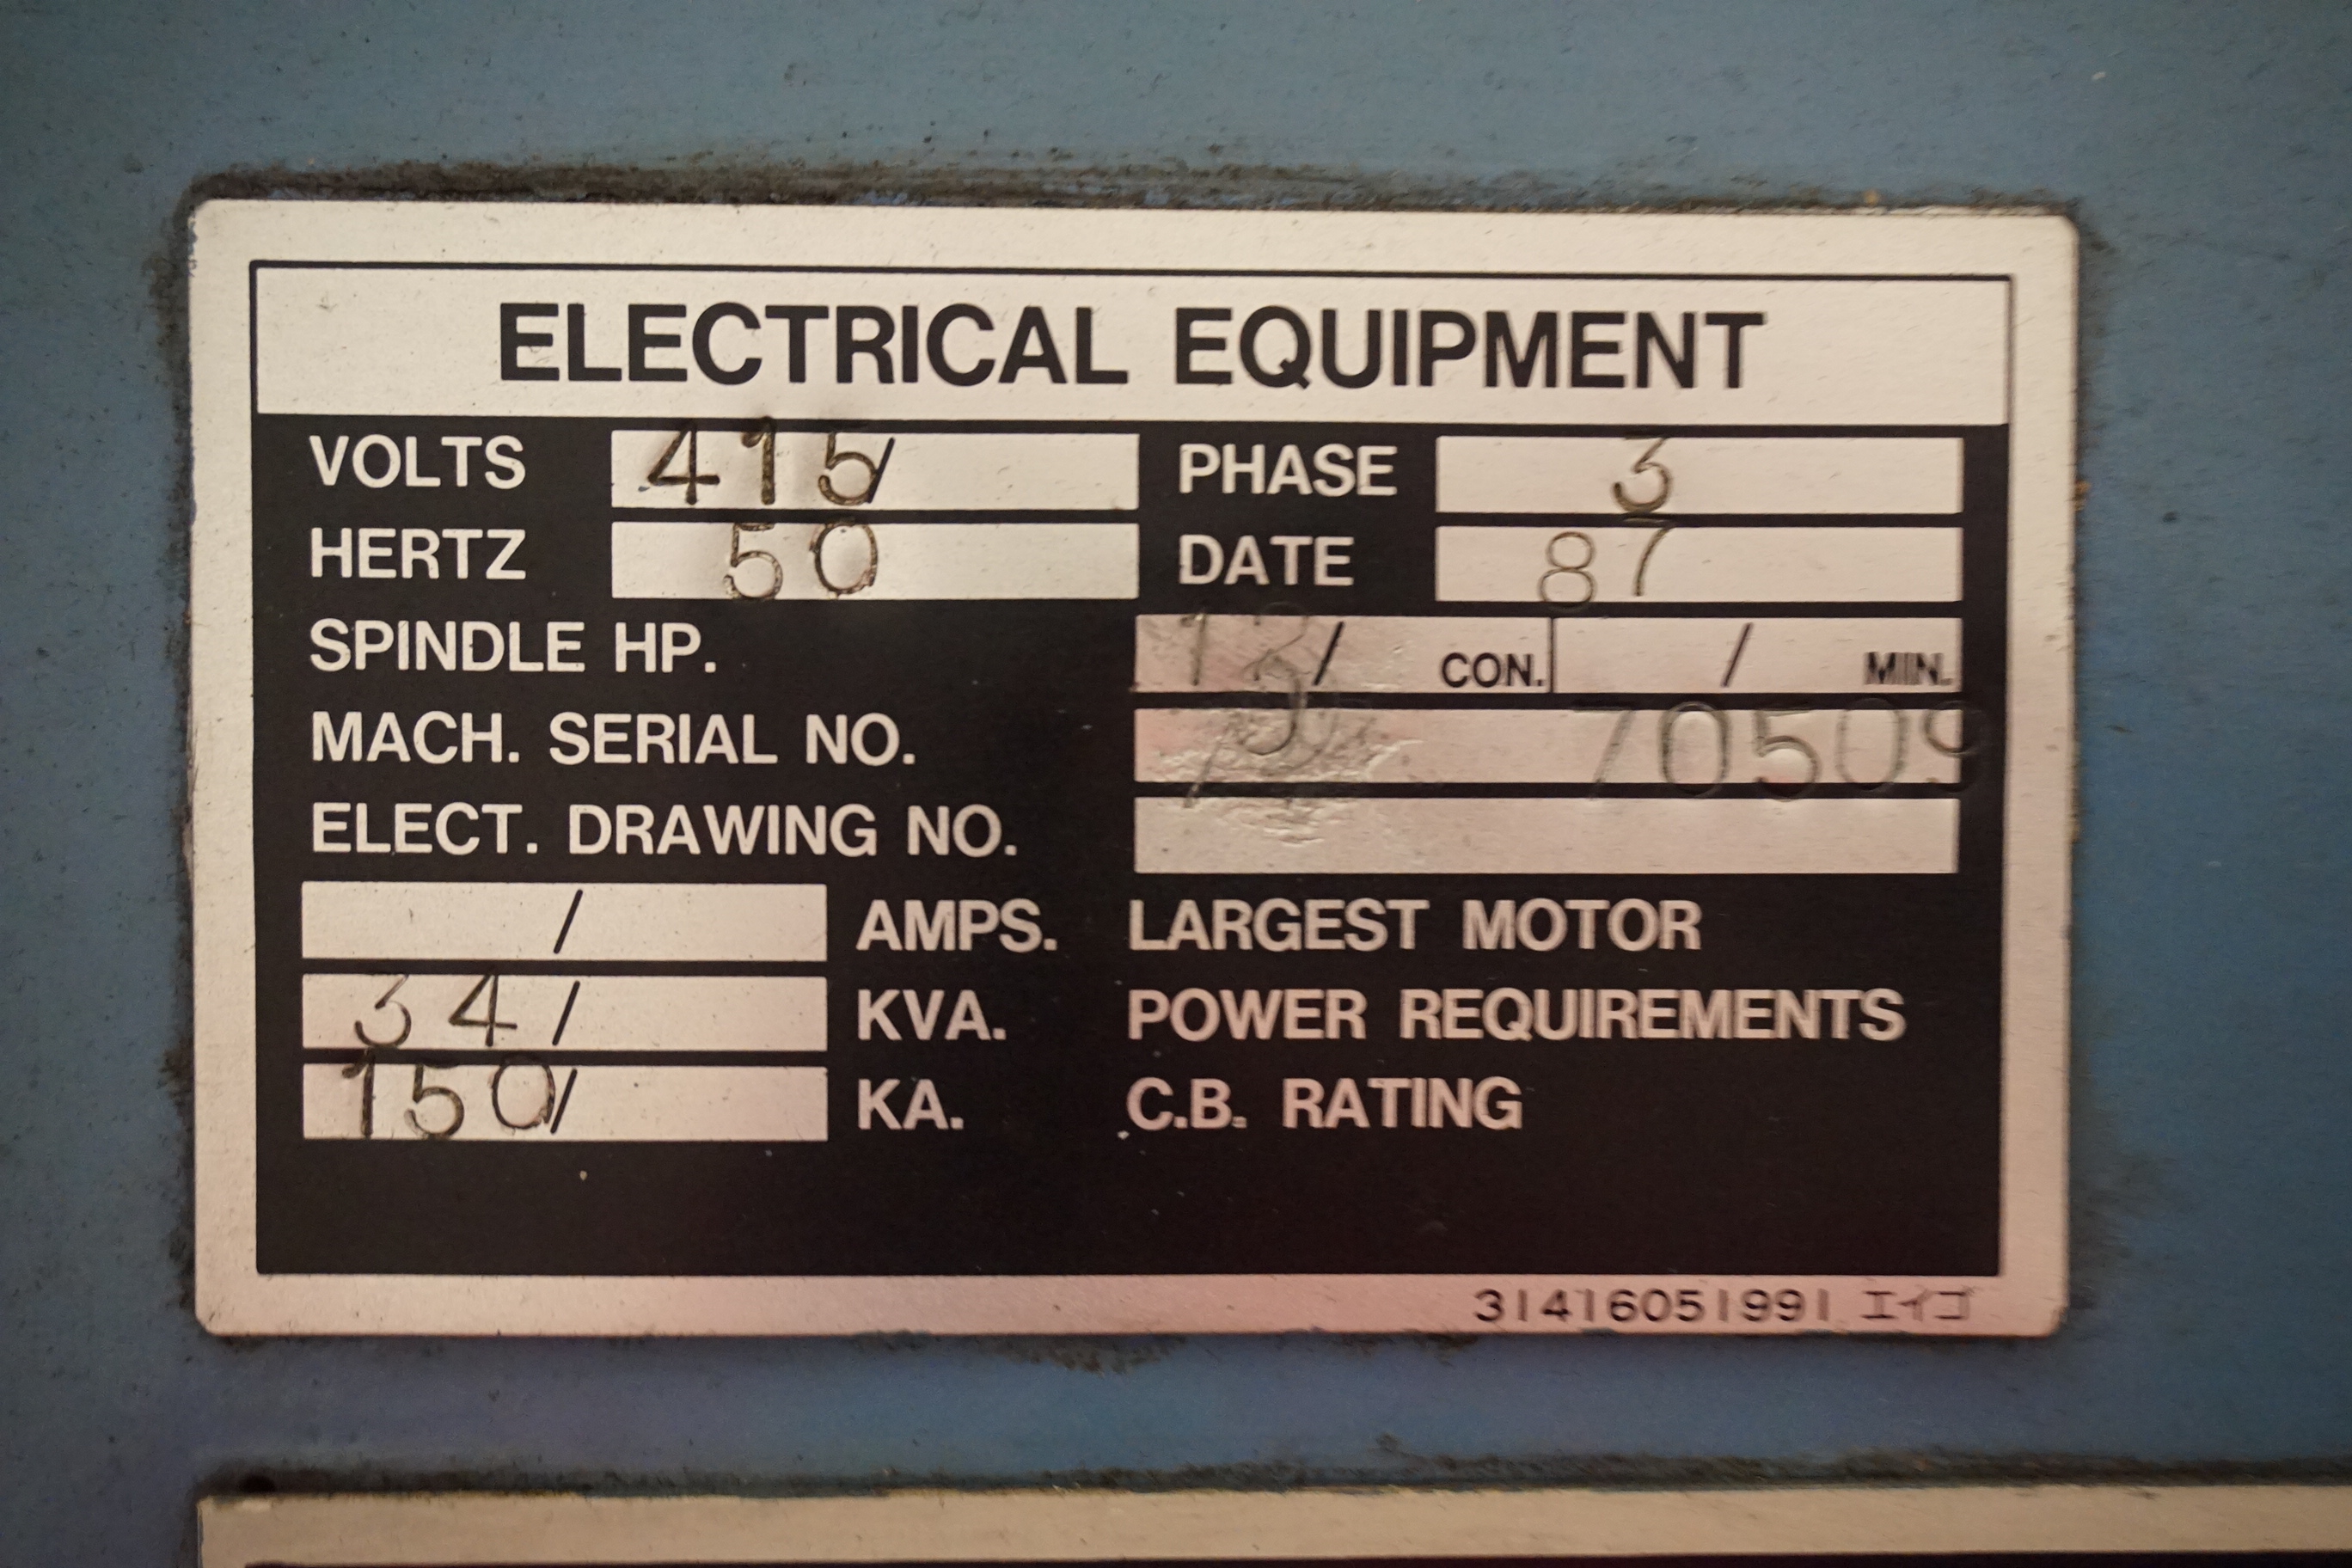 ELECTRICAL EQUIPMENT
VOLTS 415/ PHASE 3
HERTZ 50 DATE 87
SPINDLE HP. / CON. / MIN.
MACH. SERIAL NO. 70509
ELECT. DRAWING NO.
/ AMPS. LARGEST MOTOR
34/ KVA. POWER REQUIREMENTS
150/ KA. C.B. RATING
31416051991 エイゴ